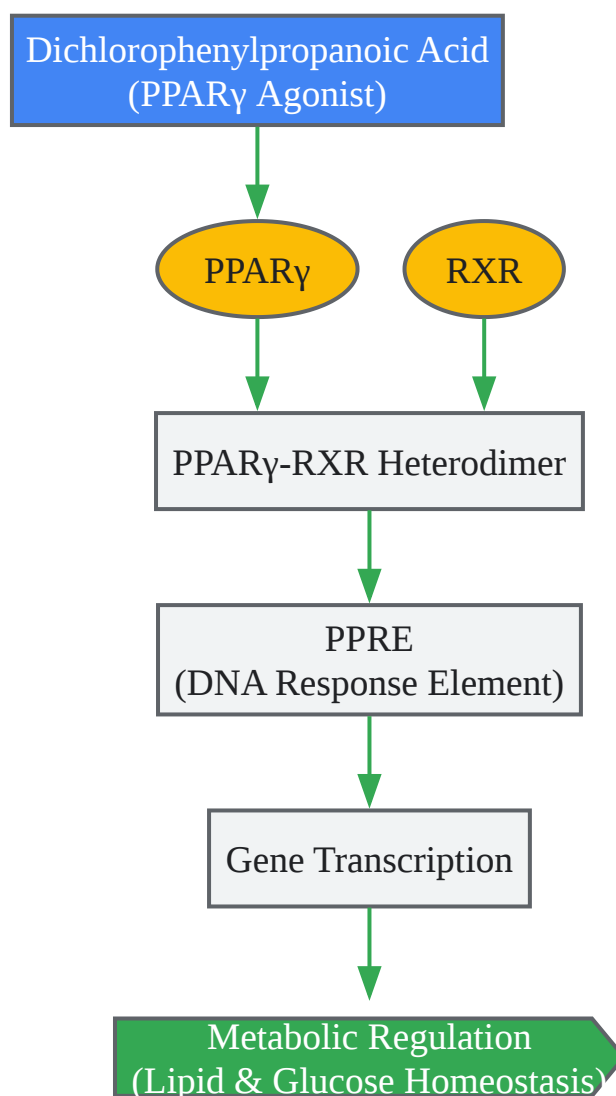 Dichlorophenylpropanoic Acid
(PPARγ Agonist)
PPARγ
RXR
PPARγ-RXR Heterodimer
PPRE
(DNA Response Element)
Gene Transcription
Metabolic Regulation
(Lipid & Glucose Homeostasis)